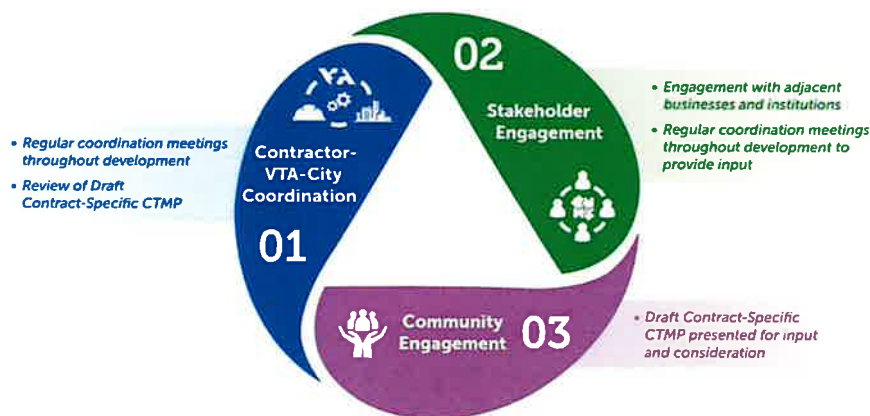 VTA
Contractor-
VTA-City
Coordination
01
• Regular coordination meetings
throughout development
• Review of Draft
Contract-Specific CTMP
02
Stakeholder
Engagement
• Engagement with adjacent
businesses and institutions
• Regular coordination meetings
throughout development to
provide input
Community
Engagement
03
• Draft Contract-Specific
CTMP presented for input
and consideration